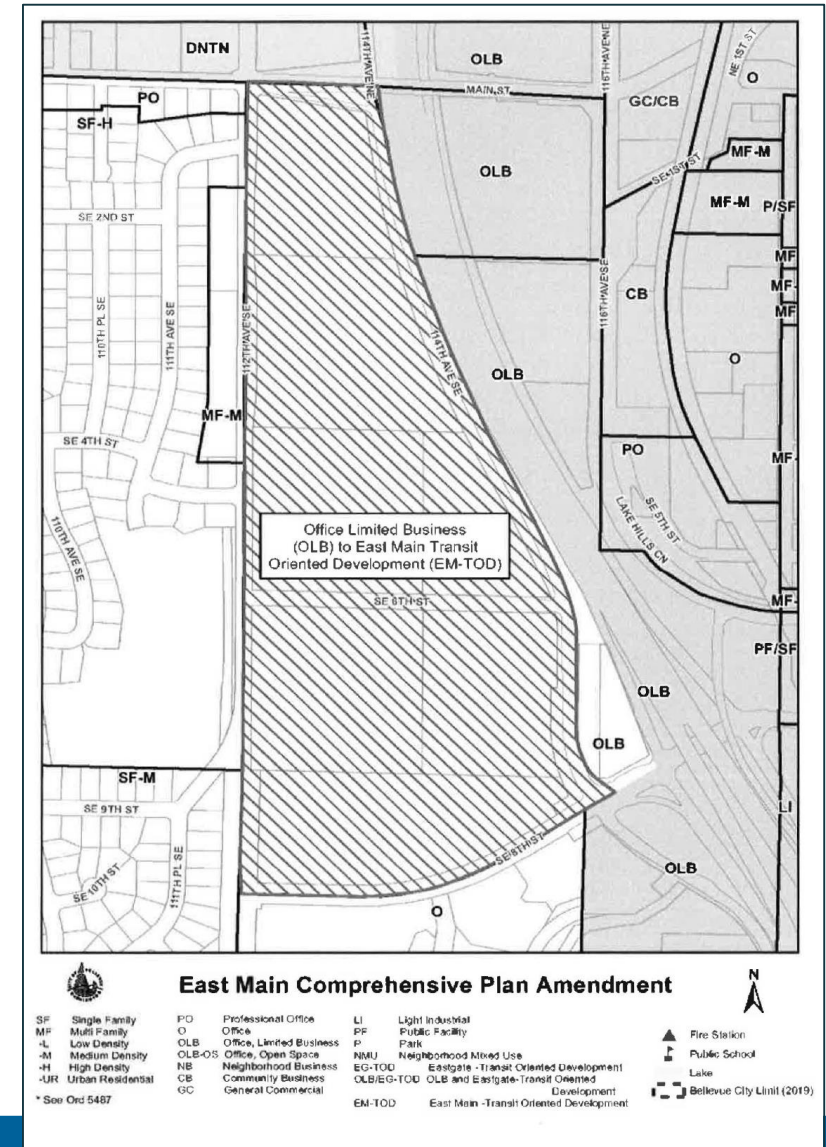 DNTN
114TH AVE NE
OLB
116TH AVE NE
NE 1ST ST
O
PO
MAIN ST
GC/CB
SF-H
SE 1ST ST
MF-M
OLB
SE 2ND ST
MF-M
P/SF
MF
110TH PL SE
111TH AVE SE
112TH AVE SE
116TH AVE SE
CB
MF-
MF
114TH AVE SE
OLB
O
MF-M
SE 4TH ST
PO
MF-
SE 5TH ST
LAKE HILLS CN
110TH AVE SE
Office Limited Business
(OLB) to East Main Transit
Oriented Development (EM-TOD)
SE 6TH ST
MF-
PF/SF
OLB
OLB
SF-M
SE 9TH ST
LI
SE 8TH ST
SE 10TH ST
111TH PL SE
OLB
O
East Main Comprehensive Plan Amendment
N
SF Single Family
MF Multi Family
-L Low Density
-M Medium Density
-H High Density
-UR Urban Residential
* See Ord 5487
PO Professional Office
O Office
OLB Office, Limited Business
OLB-OS Office, Open Space
NB Neighborhood Business
CB Community Business
GC General Commercial
LI Light Industrial
PF Public Facility
P Park
NMU Neighborhood Mixed Use
EG-TOD Eastgate -Transit Oriented Development
OLB/EG-TOD OLB and Eastgate-Transit Oriented
Development
EM-TOD East Main -Transit Oriented Development
Fire Station
Public School
Lake
Bellevue City Limit (2019)